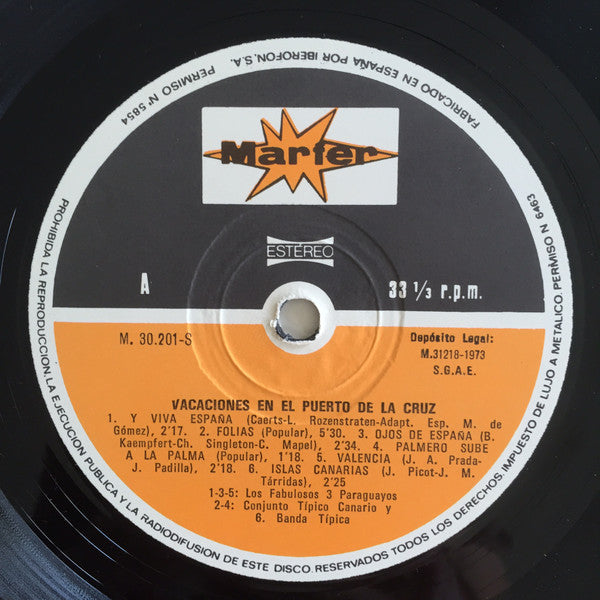 FABRICADO EN ESPAÑA POR IBEROFON, S.A. PERMISO Nº 5854
Marfer
ESTÉREO
A
33 1/3 r.p.m.
M. 30.201-S
Depósito Legal:
M.31218-1973
S.G.A.E.
VACACIONES EN EL PUERTO DE LA CRUZ
1. Y VIVA ESPAÑA (Caerts-L. Rozenstraten-Adapt. Esp. M. de
Gómez), 2'17. 2. FOLIAS (Popular), 5'30. 3. OJOS DE ESPAÑA (B.
Kaempfert-Ch. Singleton-C. Mapel), 2'34. 4. PALMERO SUBE
A LA PALMA (Popular), 1'18. 5. VALENCIA (J. A. Prada-
J. Padilla), 2'18. 6. ISLAS CANARIAS (J. Picot-J. M.
Tárridas), 2'25
1-3-5: Los Fabulosos 3 Paraguayos
2-4: Conjunto Típico Canario y
6. Banda Típica
PROHIBIDA LA REPRODUCCION, LA EJECUCION PUBLICA Y LA RADIODIFUSION DE ESTE DISCO. RESERVADOS TODOS LOS DERECHOS. IMPUESTO DE LUJO A METALICO. PERMISO N 6463